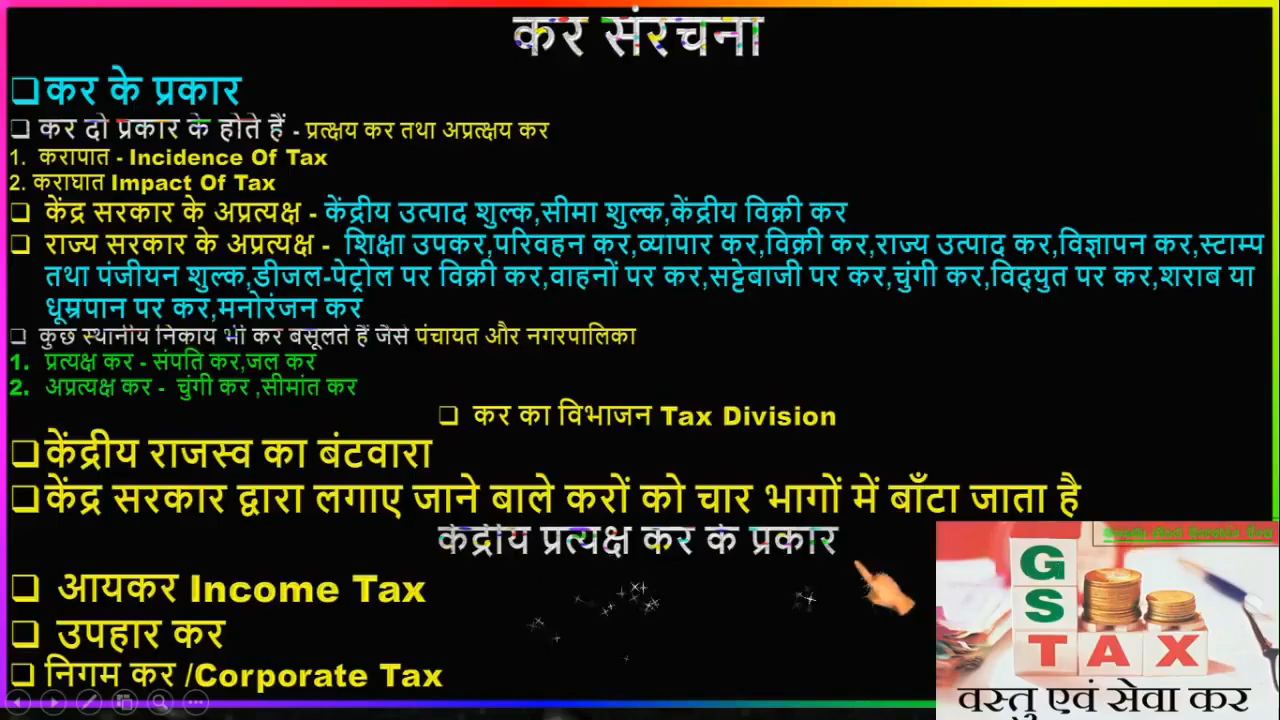 कर संरचना
कर के प्रकार
कर दो प्रकार के होते हैं - प्रत्क्षय कर तथा अप्रत्क्षय कर
1. करापात - Incidence Of Tax
2. कराघात Impact Of Tax
केंद्र सरकार के अप्रत्यक्ष - केंद्रीय उत्पाद शुल्क,सीमा शुल्क,केंद्रीय विक्री कर
राज्य सरकार के अप्रत्यक्ष - शिक्षा उपकर,परिवहन कर,व्यापार कर,विक्री कर,राज्य उत्पाद कर,विज्ञापन कर,स्टाम्प
तथा पंजीयन शुल्क,डीजल-पेट्रोल पर विक्री कर,वाहनों पर कर,सट्टेबाजी पर कर,चुंगी कर,विद्युत पर कर,शराब या
धूम्रपान पर कर,मनोरंजन कर
कुछ स्थानीय निकाय भी कर बसूलते हैं जैसे पंचायत और नगरपालिका
1. प्रत्यक्ष कर - संपति कर,जल कर
2. अप्रत्यक्ष कर - चुंगी कर ,सीमांत कर
कर का विभाजन Tax Division
केंद्रीय राजस्व का बंटवारा
केंद्र सरकार द्वारा लगाए जाने बाले करों को चार भागों में बाँटा जाता है
केंद्रीय प्रत्यक्ष कर के प्रकार
आयकर Income Tax
उपहार कर
निगम कर /Corporate Tax
G
S
TAX
वस्तु एवं सेवा कर